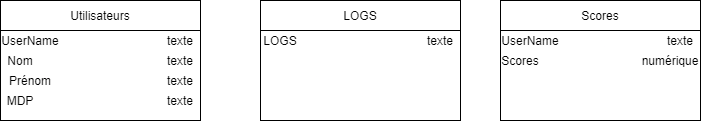 Utilisateurs
UserName texte
Nom texte
Prénom texte
MDP texte
LOGS
LOGS texte
Scores
UserName texte
Scores numérique